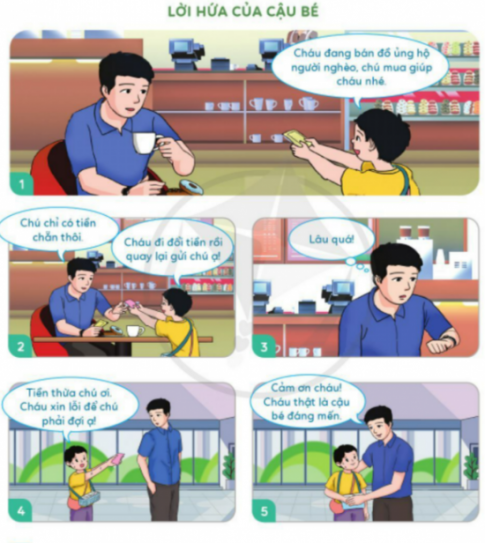 LỜI HỨA CỦA CẬU BÉ
Cháu đang bán đồ ủng hộ
người nghèo, chú mua giúp
cháu nhé.
1
Chú chỉ có tiền
chẵn thôi.
Cháu đi đổi tiền rồi
quay lại gửi chú ạ!
2
Lâu quá!
3
Tiền thừa chú ơi.
Cháu xin lỗi để chú
phải đợi ạ!
4
Cảm ơn cháu!
Cháu thật là cậu
bé đáng mến.
5